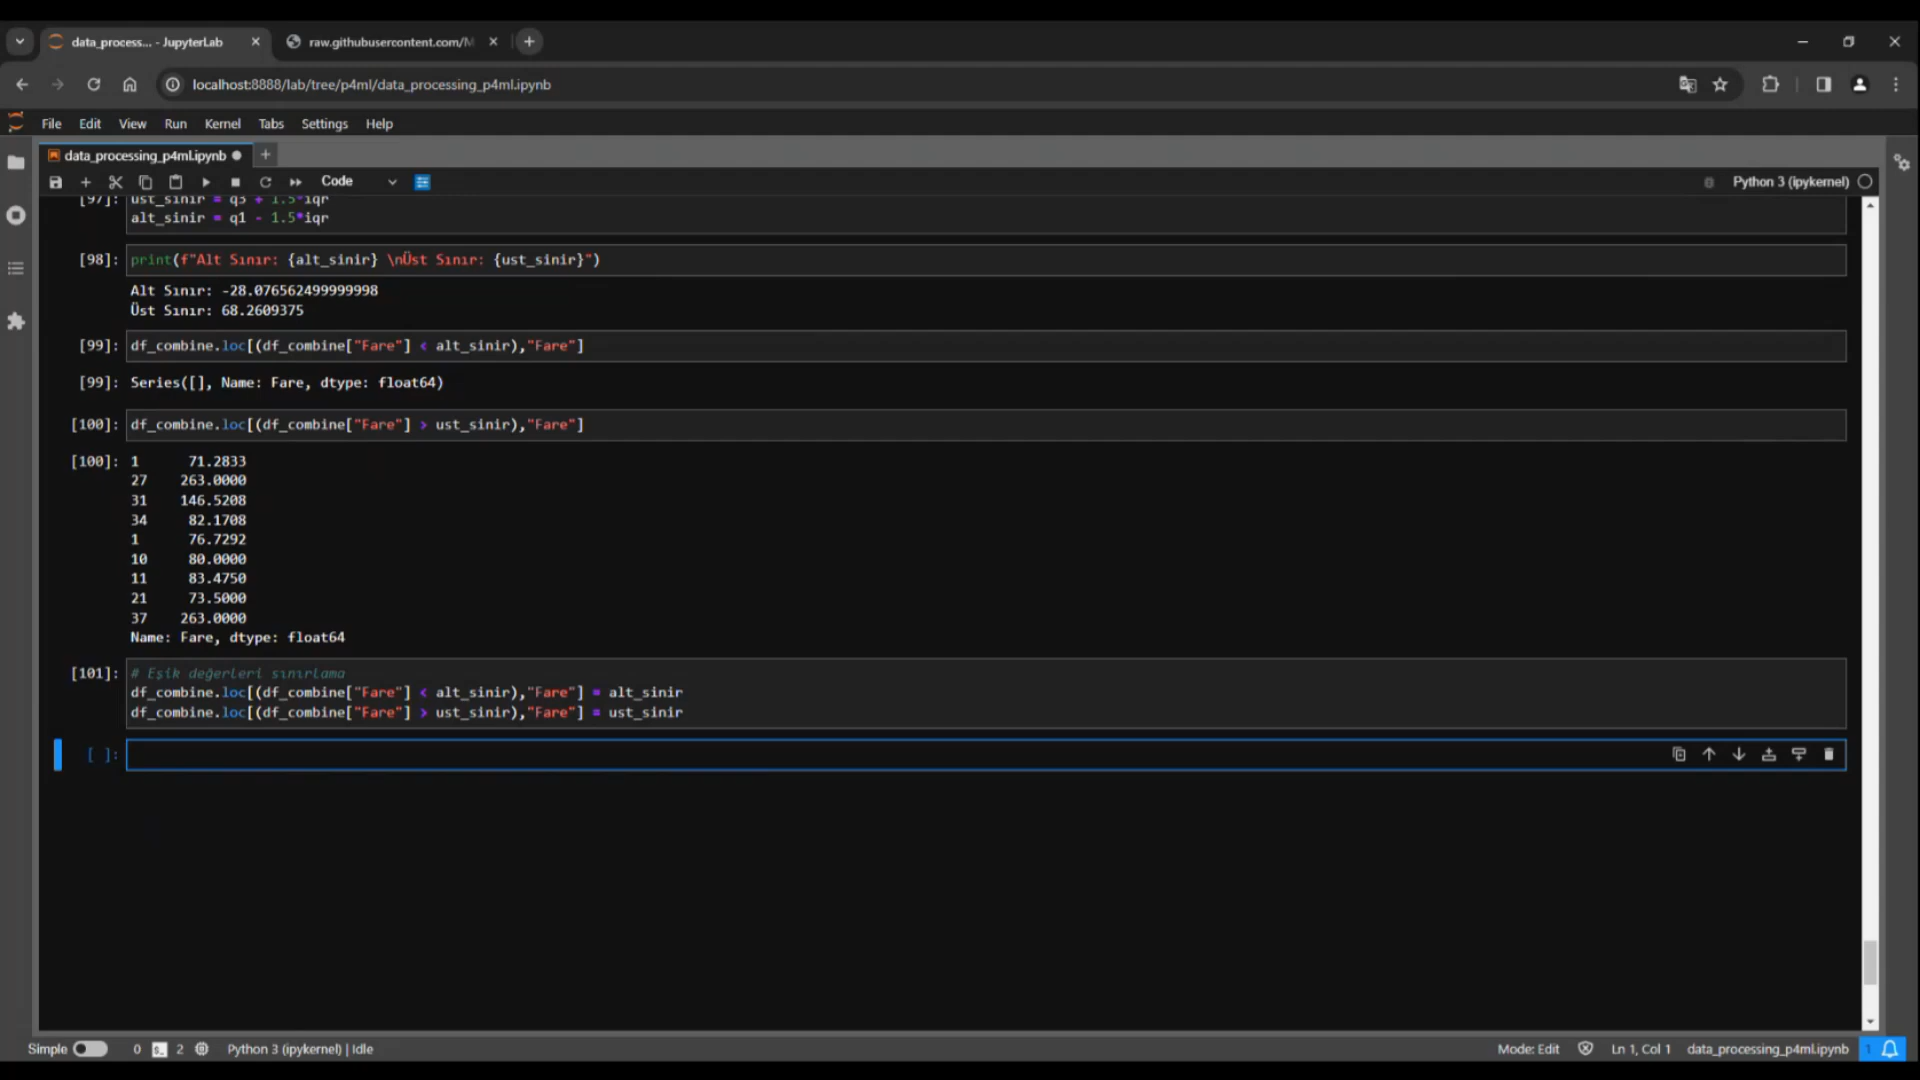 data_process... - JupyterLab
raw.githubusercontent.com/M
localhost:8888/lab/tree/p4ml/data_processing_p4ml.ipynb
File Edit View Run Kernel Tabs Settings Help
data_processing_p4ml.ipynb
Code
Python 3 (ipykernel)
[97]: ust_sinir = q3 + 1.5*iqr
alt_sinir = q1 - 1.5*iqr
[98]: print(f"Alt Sınır: {alt_sinir} \nÜst Sınır: {ust_sinir}")
Alt Sınır: -28.076562499999998
Üst Sınır: 68.2609375
[99]: df_combine.loc[(df_combine["Fare"] < alt_sinir),"Fare"]
[99]: Series([], Name: Fare, dtype: float64)
[100]: df_combine.loc[(df_combine["Fare"] > ust_sinir),"Fare"]
[100]: 1 71.2833
27 263.0000
31 146.5208
34 82.1708
1 76.7292
10 80.0000
11 83.4750
21 73.5000
37 263.0000
Name: Fare, dtype: float64
[101]: # Eşik değerleri sınırlama
df_combine.loc[(df_combine["Fare"] < alt_sinir),"Fare"] = alt_sinir
df_combine.loc[(df_combine["Fare"] > ust_sinir),"Fare"] = ust_sinir
[ ]:
Simple 0 2 Python 3 (ipykernel) | Idle Mode: Edit Ln 1, Col 1 data_processing_p4ml.ipynb 1